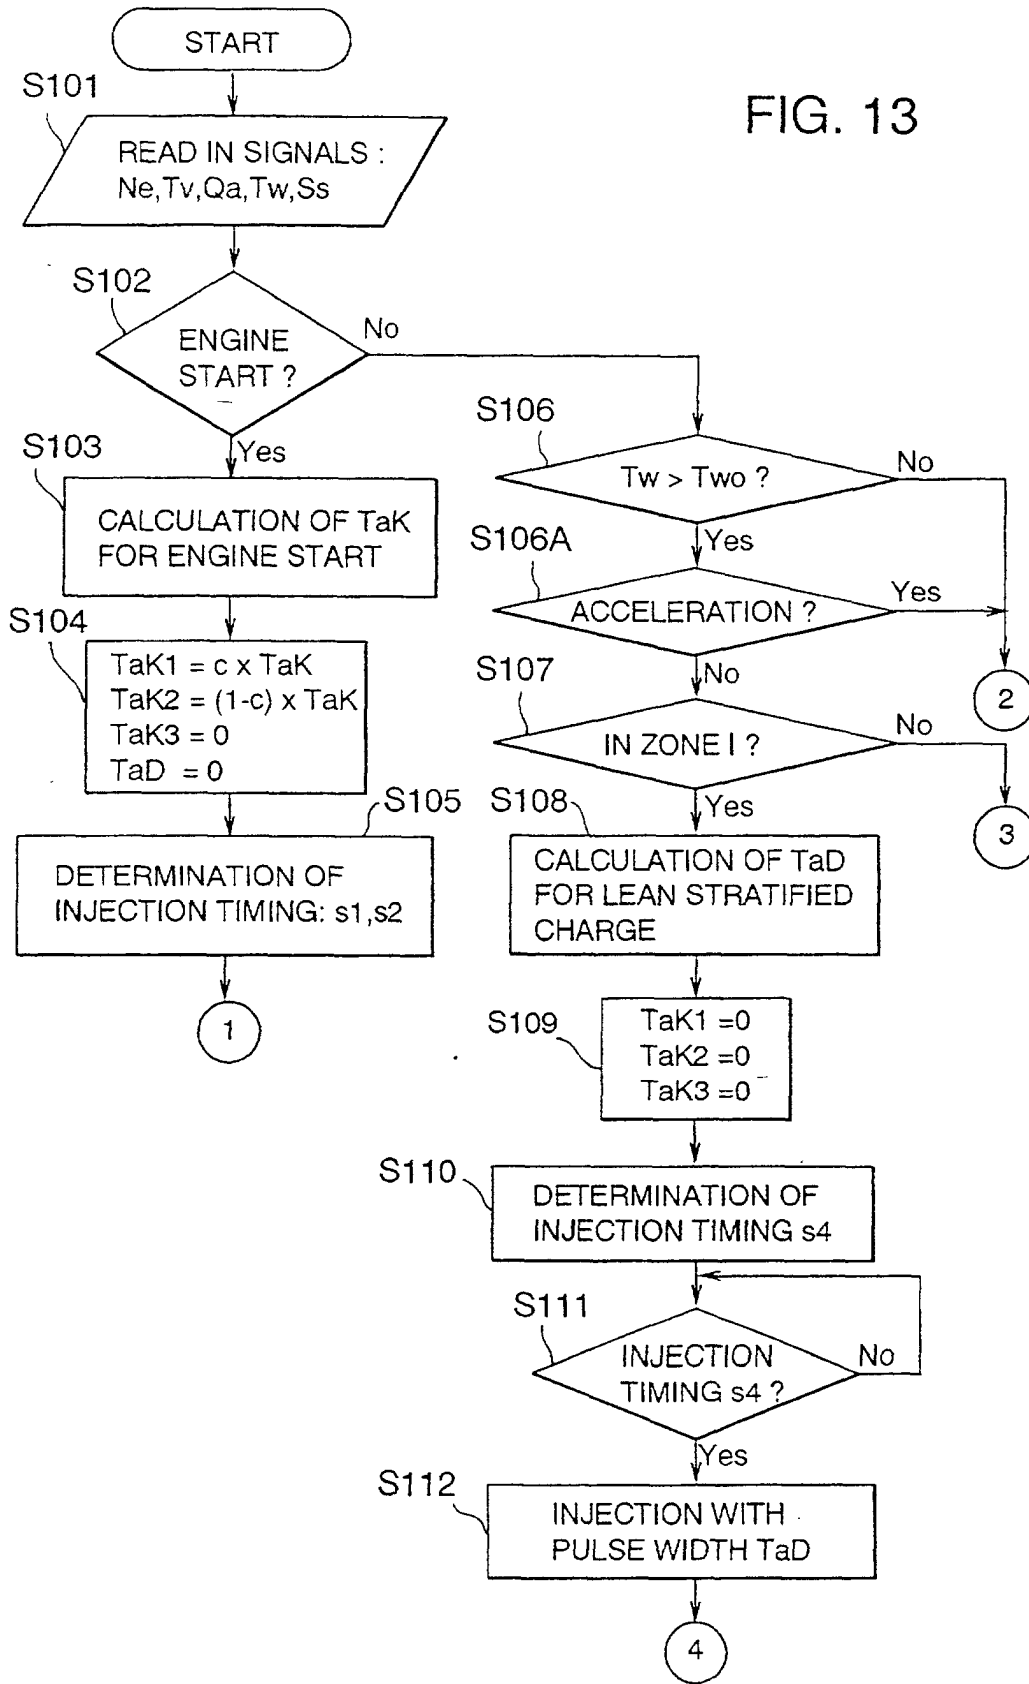 FIG. 13
START
S101
READ IN SIGNALS :
Ne,Tv,Qa,Tw,Ss
S102
ENGINE
START ?
No
Yes
S103
CALCULATION OF TaK
FOR ENGINE START
S104
TaK1 = c x TaK
TaK2 = (1-c) x TaK
TaK3 = 0
TaD = 0
S105
DETERMINATION OF
INJECTION TIMING: s1,s2
1
S106
Tw > Two ?
No
Yes
S106A
ACCELERATION ?
Yes
No
2
S107
IN ZONE I ?
No
Yes
3
S108
CALCULATION OF TaD
FOR LEAN STRATIFIED
CHARGE
S109
TaK1 =0
TaK2 =0
TaK3 =0
S110
DETERMINATION OF
INJECTION TIMING s4
S111
INJECTION
TIMING s4 ?
No
Yes
S112
INJECTION WITH
PULSE WIDTH TaD
4